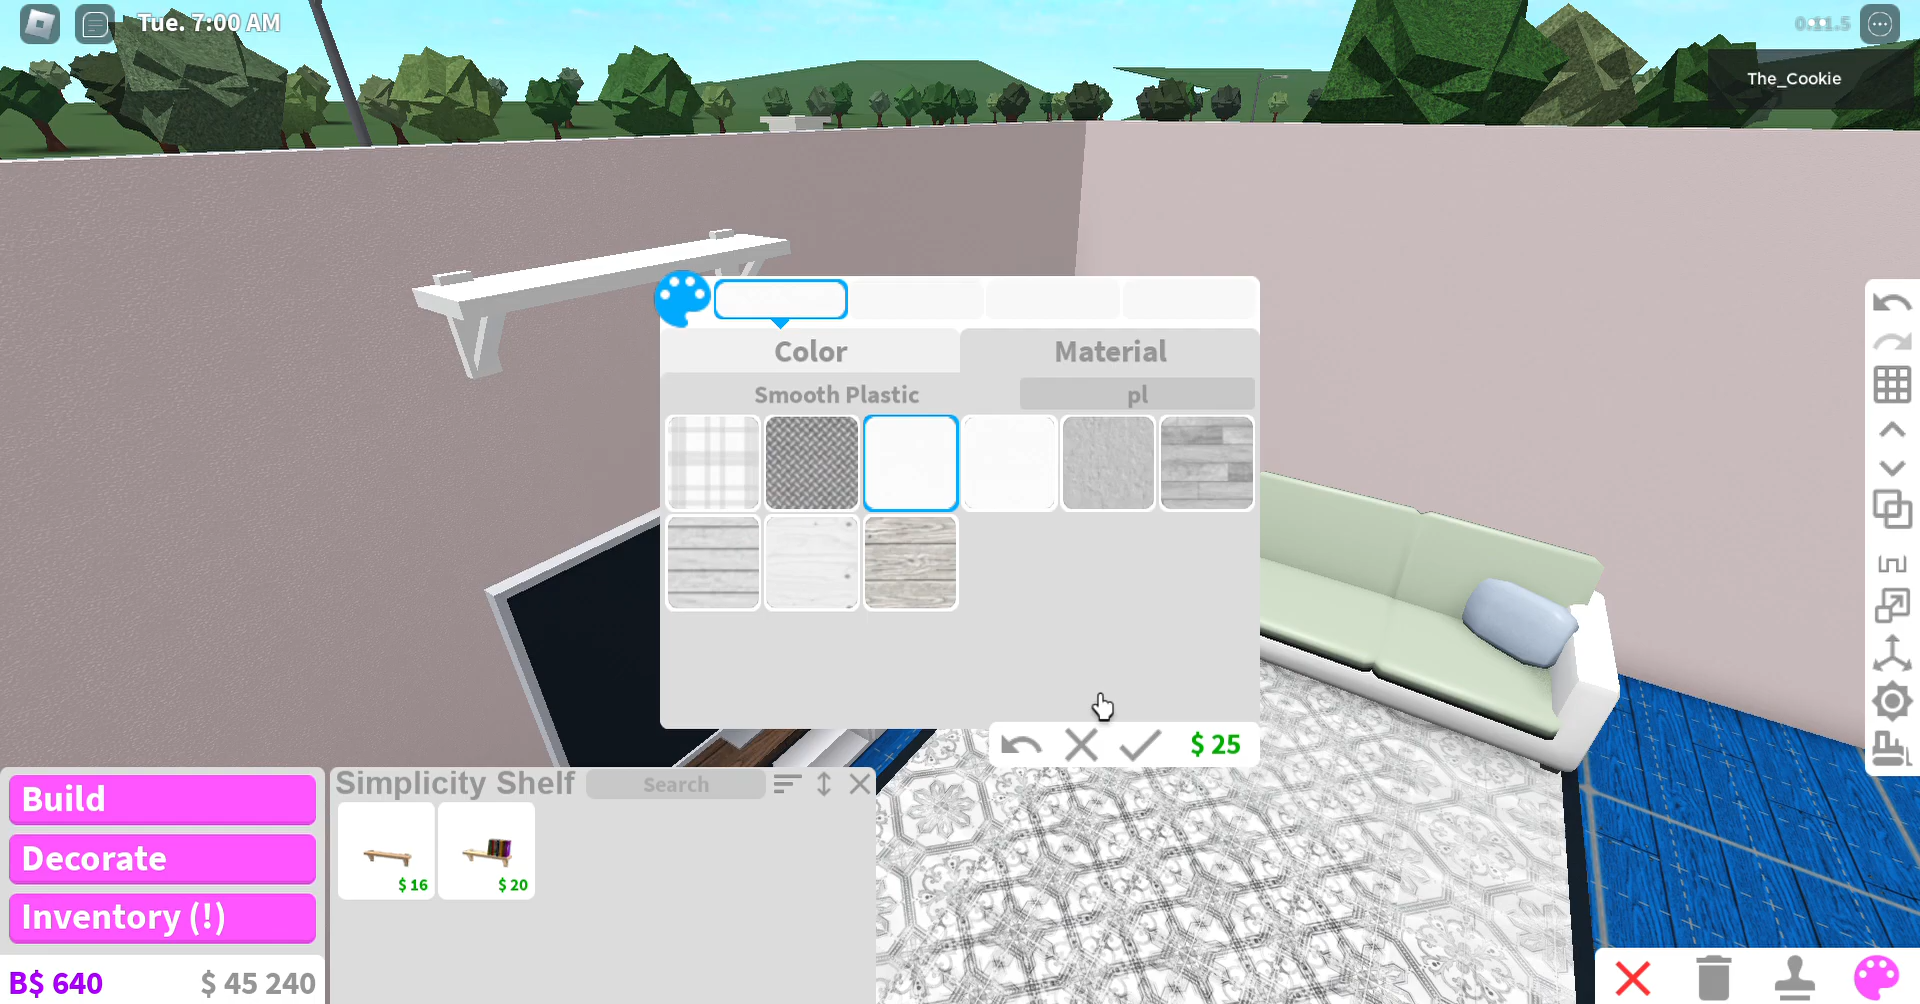 Tue. 7:00 AM
The_Cookie
Color
Material
Smooth Plastic
pl
$ 25
Build
Decorate
Inventory (!)
B$ 640
$ 45 240
Simplicity Shelf
Search
$ 16
$ 20